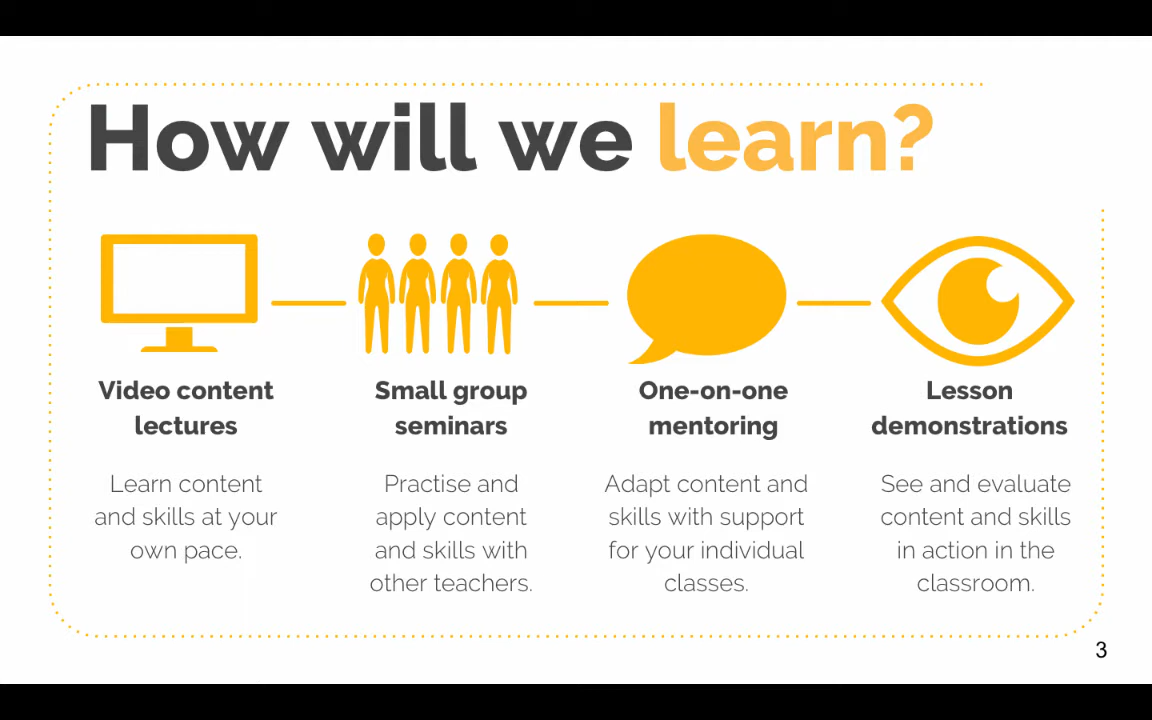 How will we learn?
Video content
lectures
Learn content
and skills at your
own pace.
Small group
seminars
Practise and
apply content
and skills with
other teachers.
One-on-one
mentoring
Adapt content and
skills with support
for your individual
classes.
Lesson
demonstrations
See and evaluate
content and skills
in action in the
classroom.
3